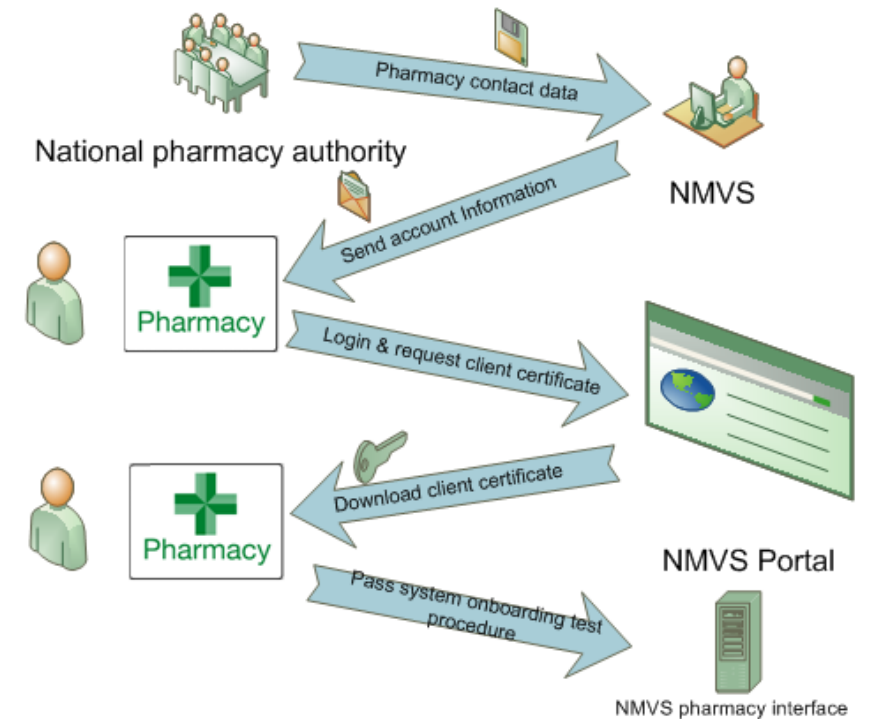 Pharmacy contact data
National pharmacy authority
NMVS
Send account Information
Pharmacy
Login & request client certificate
Download client certificate
Pharmacy
NMVS Portal
Pass system onboarding test
procedure
NMVS pharmacy interface